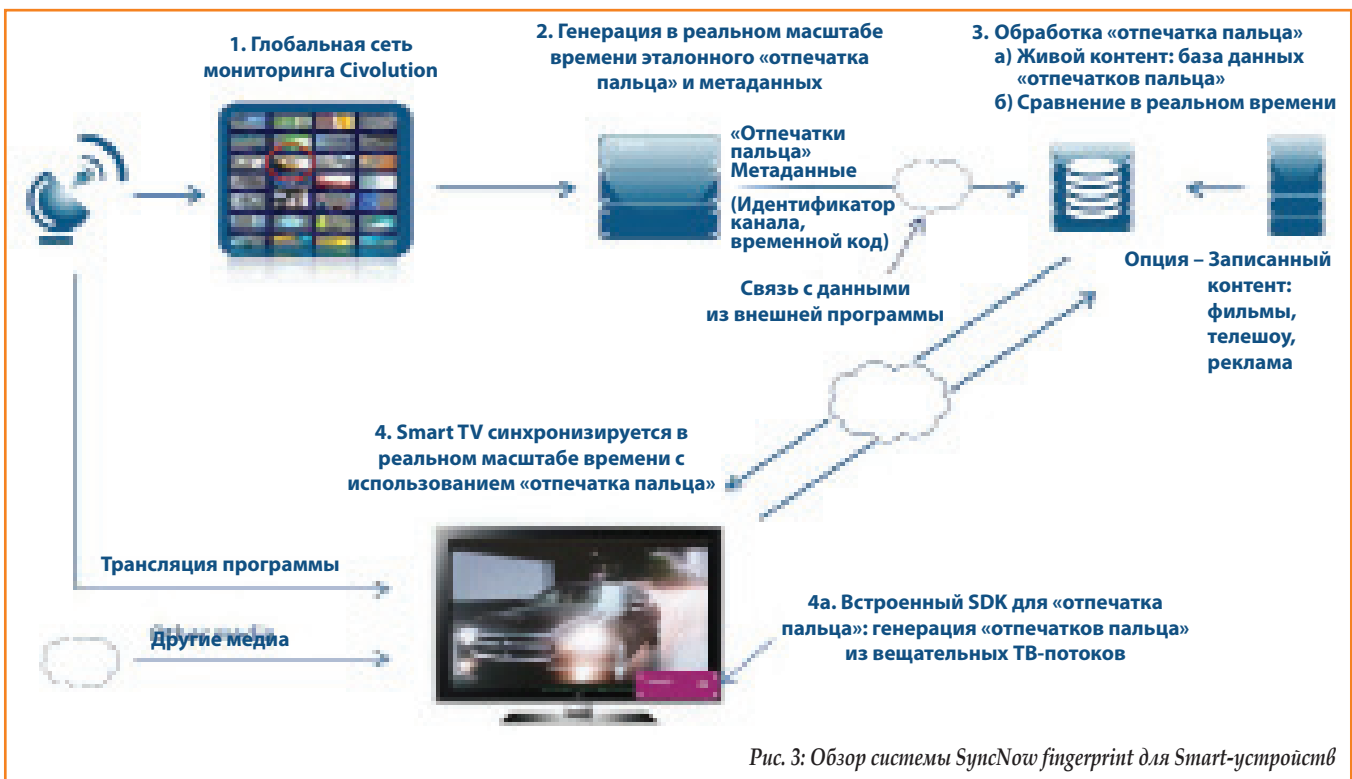 1. Глобальная сеть
мониторинга Civolution
2. Генерация в реальном масштабе
времени эталонного «отпечатка
пальца» и метаданных
3. Обработка «отпечатка пальца»
а) Живой контент: база данных
«отпечатков пальца»
б) Сравнение в реальном времени
«Отпечатки
пальца»
Метаданные
(Идентификатор
канала,
временной код)
Связь с данными
из внешней программы
Опция – Записанный
контент:
фильмы,
телешоу,
реклама
4. Smart TV синхронизируется в
реальном масштабе времени с
использованием «отпечатка пальца»
Трансляция программы
Другие медиа
4а. Встроенный SDK для «отпечатка
пальца»: генерация «отпечатков пальца»
из вещательных ТВ-потоков
Рис. 3: Обзор системы SyncNow fingerprint для Smart-устройств